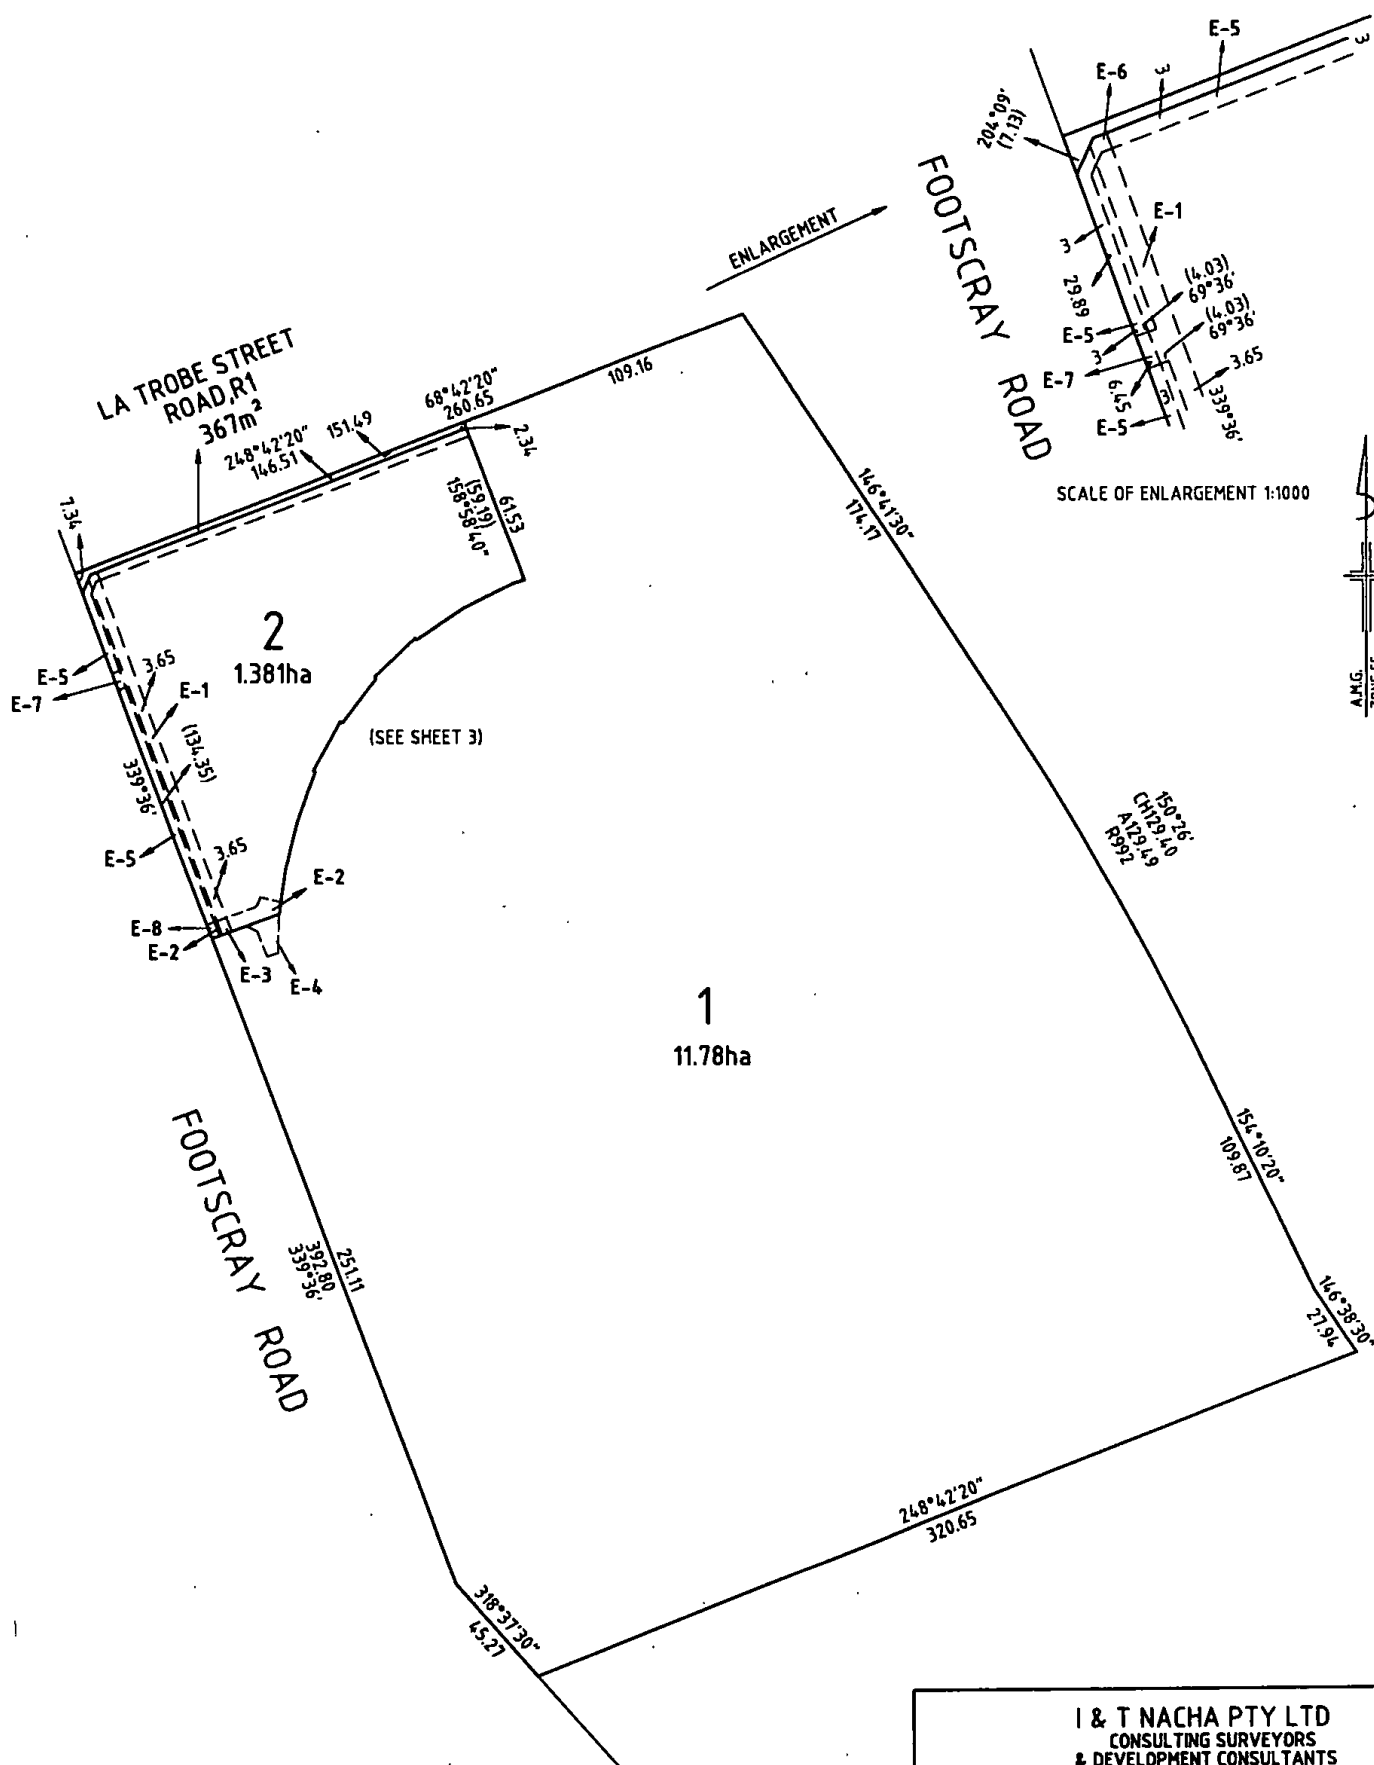 E-5
3
E-6
3
204°09'
(7.13)
FOOTSCRAY ROAD
E-1
3
29.89
(4.03)
69°36'
(4.03)
69°36'
E-5
3
E-7
6.45
3
E-5
3.65
339°36'
SCALE OF ENLARGEMENT 1:1000
ENLARGEMENT
LA TROBE STREET
ROAD, R1
367m²
248°42'20"
146.51
151.49
68°42'20"
260.65
109.16
2.34
7.34
61.53
(59.19)
158°58'40"
146°41'30"
174.17
A.M.G.
2
1.381ha
E-5
E-7
3.65
E-1
(134.35)
339°36'
(SEE SHEET 3)
E-5
3.65
E-2
E-8
E-2
E-3
E-4
150°26'
CH129.40
A129.49
R992
1
11.78ha
FOOTSCRAY ROAD
251.11
392.80
339°36'
154°10'20"
109.87
146°38'30"
27.94
248°42'20"
320.65
318°37'30"
45.27
I & T NACHA PTY LTD
CONSULTING SURVEYORS
& DEVELOPMENT CONSULTANTS